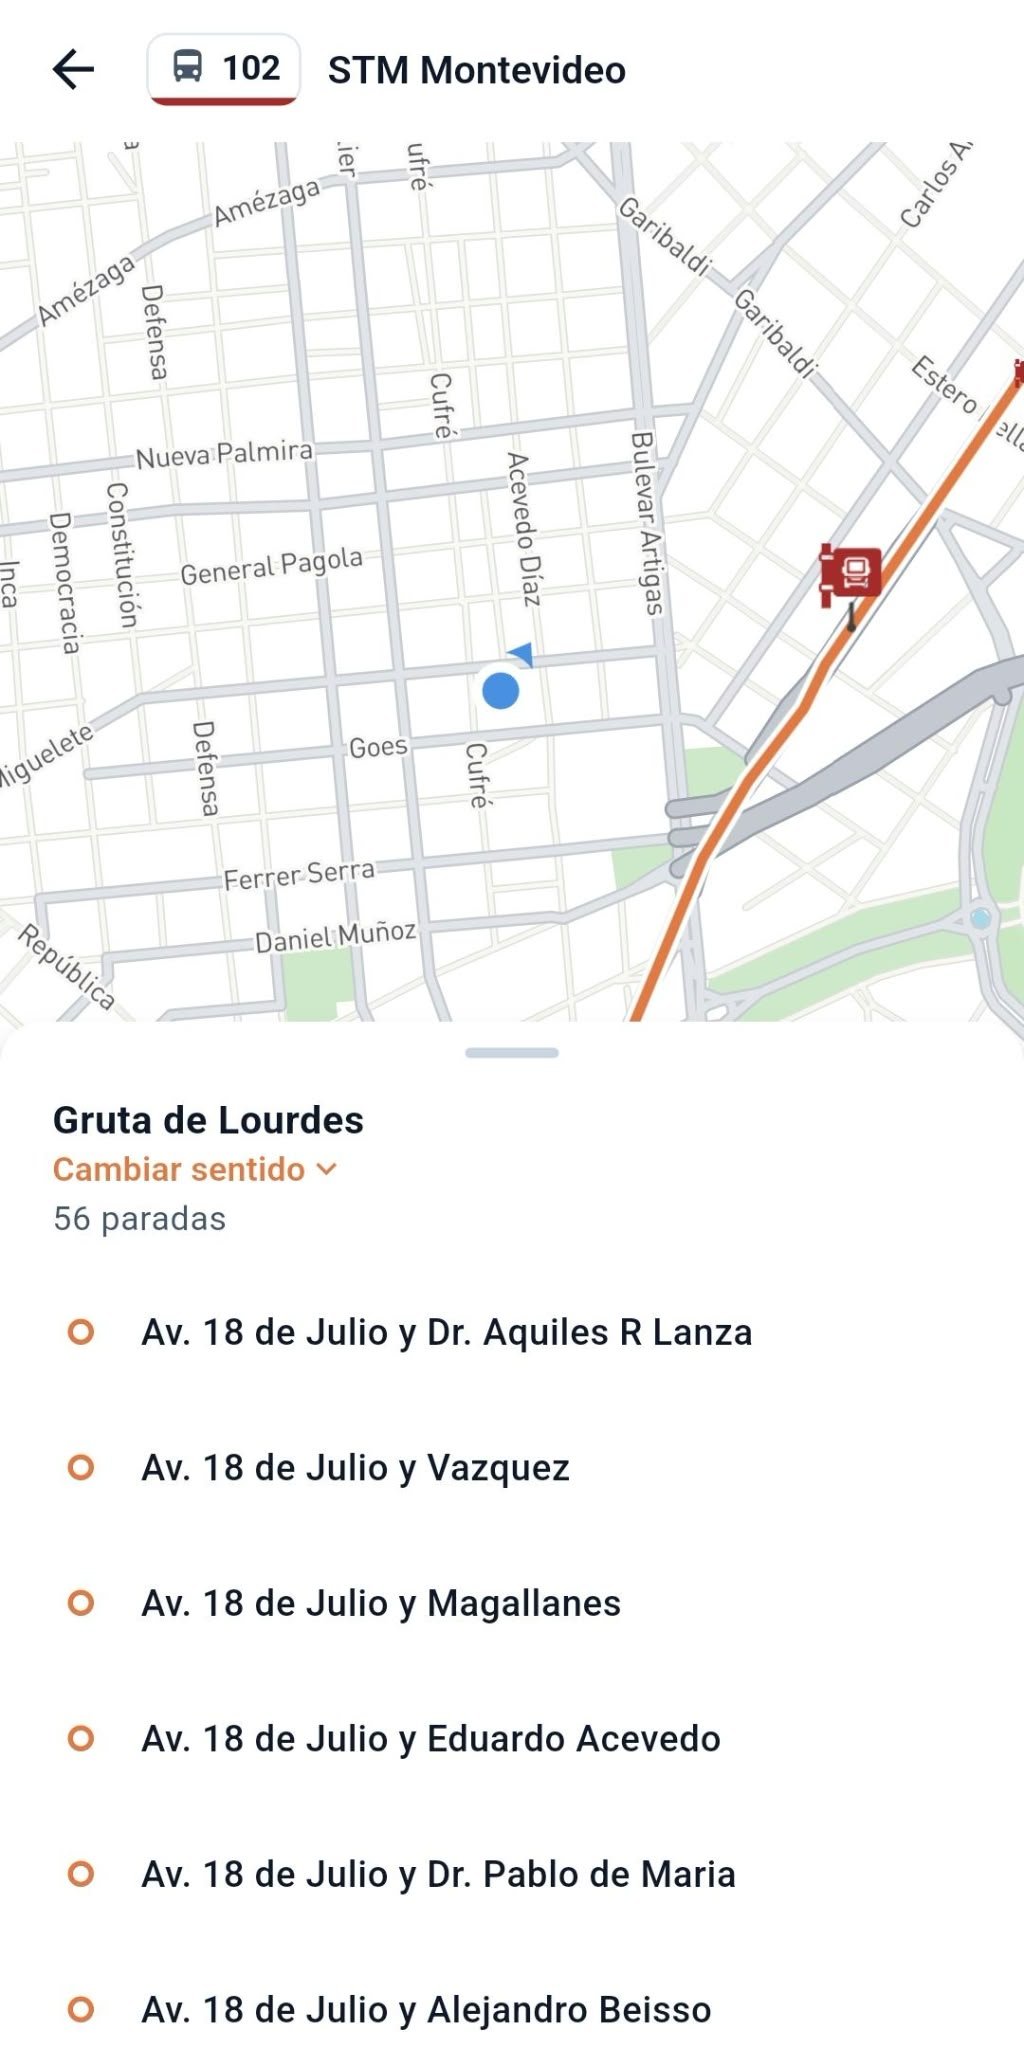 102
STM Montevideo
Amézaga
Amézaga
Defensa
Garibaldi
Garibaldi
Estero
Cufré
Nueva Palmira
Acevedo Díaz
Bulevar Artigas
Constitución
Democracia
Inca
General Pagola
Miguelete
Defensa
Goes
Cufré
Ferrer Serra
Daniel Muñoz
República
Gruta de Lourdes
Cambiar sentido
56 paradas
Av. 18 de Julio y Dr. Aquiles R Lanza
Av. 18 de Julio y Vazquez
Av. 18 de Julio y Magallanes
Av. 18 de Julio y Eduardo Acevedo
Av. 18 de Julio y Dr. Pablo de Maria
Av. 18 de Julio y Alejandro Beisso